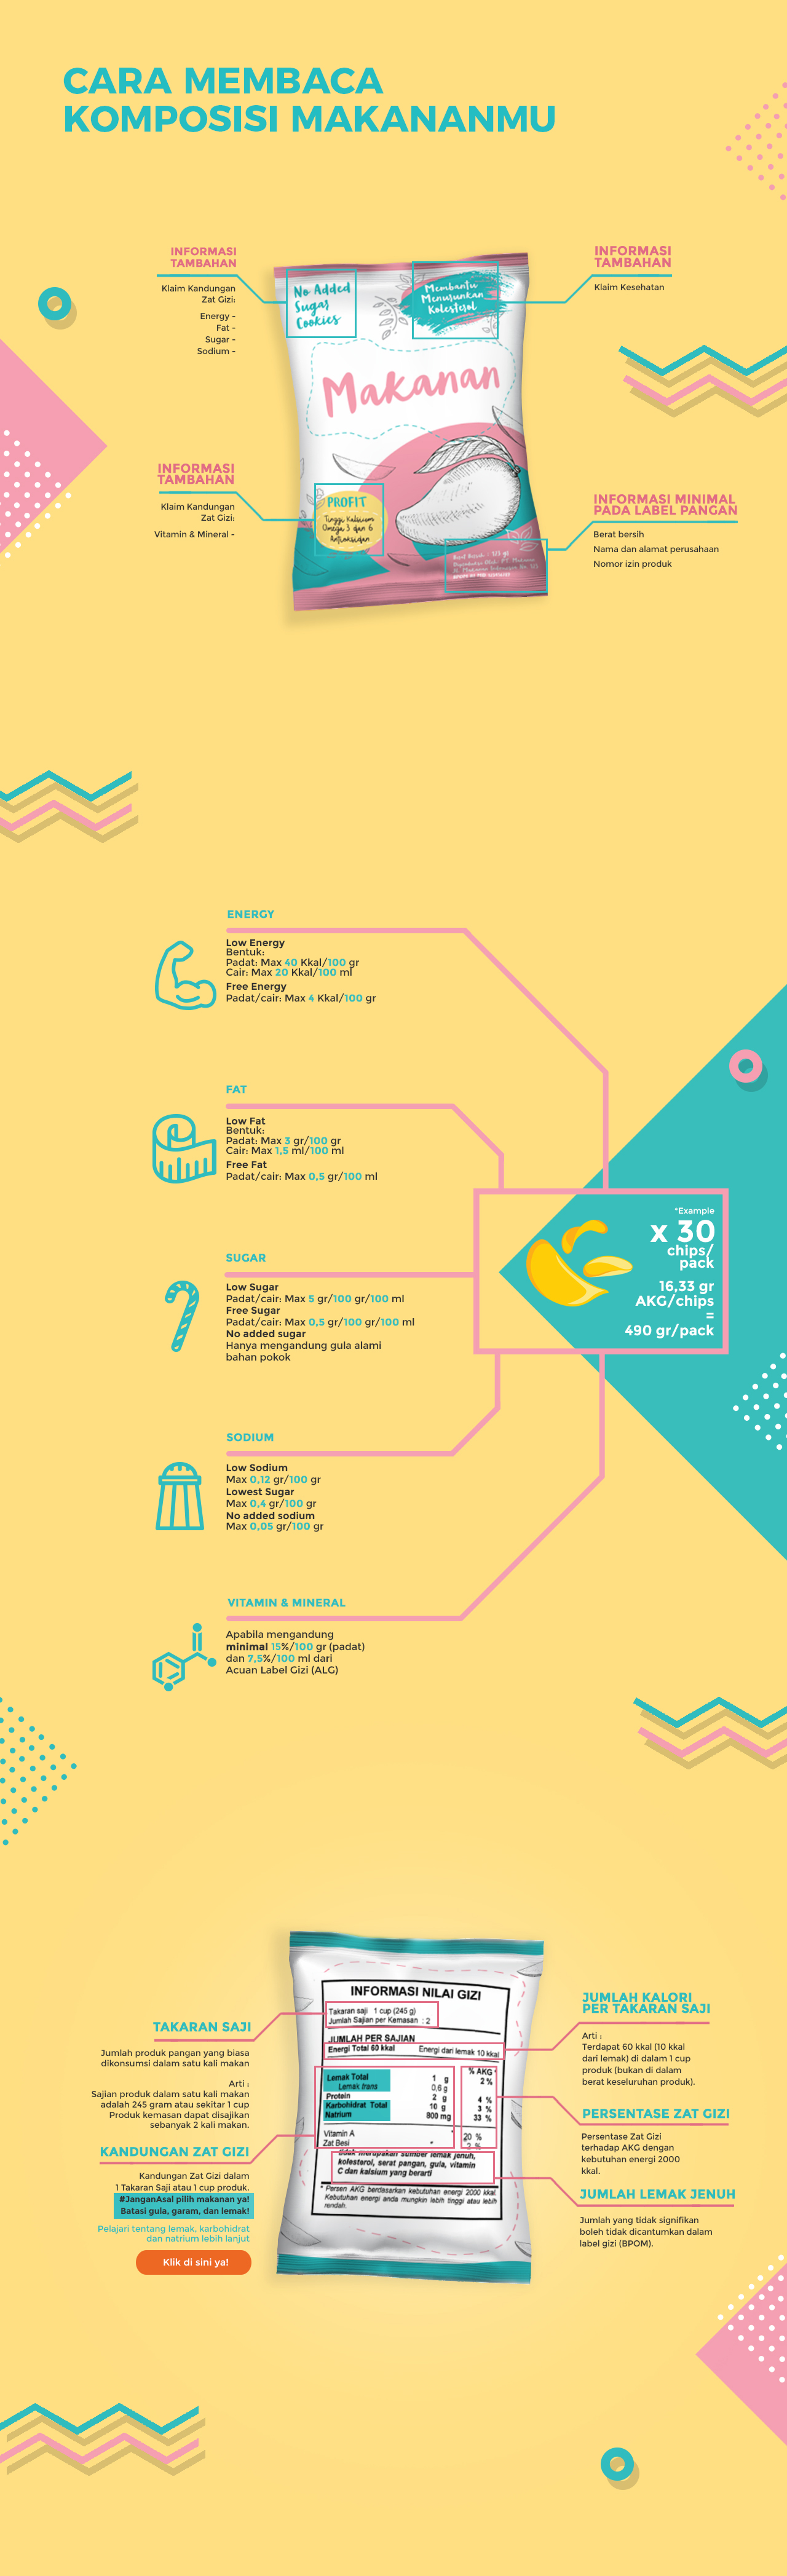 CARA MEMBACA
KOMPOSISI MAKANANMU
INFORMASI
TAMBAHAN
Klaim Kandungan
Zat Gizi:
Energy -
Fat -
Sugar -
Sodium -
No Added
Sugar
Cookies
Membantu
Menurunkan
Kolesterol
INFORMASI
TAMBAHAN
Klaim Kesehatan
Makanan
INFORMASI
TAMBAHAN
Klaim Kandungan
Zat Gizi:
Vitamin & Mineral -
PROFIT
Tinggi Kalsium
Omega 3 dan 6
Antioksidan
INFORMASI MINIMAL
PADA LABEL PANGAN
Berat bersih
Nama dan alamat perusahaan
Nomor izin produk
ENERGY
Low Energy
Bentuk:
Padat: Max 40 Kkal/100 gr
Cair: Max 20 Kkal/100 ml
Free Energy
Padat/cair: Max 4 Kkal/100 gr
FAT
Low Fat
Bentuk:
Padat: Max 3 gr/100 gr
Cair: Max 1,5 ml/100 ml
Free Fat
Padat/cair: Max 0,5 gr/100 ml
SUGAR
Low Sugar
Padat/cair: Max 5 gr/100 gr/100 ml
Free Sugar
Padat/cair: Max 0,5 gr/100 gr/100 ml
No added sugar
Hanya mengandung gula alami
bahan pokok
*Example
x 30
chips/
pack
16,33 gr
AKG/chips
=
490 gr/pack
SODIUM
Low Sodium
Max 0,12 gr/100 gr
Lowest Sugar
Max 0,4 gr/100 gr
No added sodium
Max 0,05 gr/100 gr
VITAMIN & MINERAL
Apabila mengandung
minimal 15%/100 gr (padat)
dan 7,5%/100 ml dari
Acuan Label Gizi (ALG)
TAKARAN SAJI
Jumlah produk pangan yang biasa
dikonsumsi dalam satu kali makan
Arti :
Sajian produk dalam satu kali makan
adalah 245 gram atau sekitar 1 cup
Produk kemasan dapat disajikan
sebanyak 2 kali makan.
KANDUNGAN ZAT GIZI
Kandungan Zat Gizi dalam
1 Takaran Saji atau 1 cup produk.
#JanganAsal pilih makanan ya!
Batasi gula, garam, dan lemak!
Pelajari tentang lemak, karbohidrat
dan natrium lebih lanjut
Klik di sini ya!
INFORMASI NILAI GIZI
Takaran saji 1 cup (245 g)
Jumlah Sajian per Kemasan : 2
JUMLAH PER SAJIAN
Energi Total 60 kkal Energi dari lemak 10 kkal
% AKG *
Lemak Total 1 g 2 %
Lemak trans 0,6 g
Protein 2 g 4 %
Karbohidrat Total 10 g 3 %
Natrium 800 mg 33 %
Vitamin A * 20 %
Zat Besi 2 %
tidak merupakan sumber lemak jenuh,
kolesterol, serat pangan, gula, vitamin
C dan kalsium yang berarti
* Persen AKG berdasarkan kebutuhan energi 2000 kkal.
Kebutuhan energi anda mungkin lebih tinggi atau lebih
rendah.
JUMLAH KALORI
PER TAKARAN SAJI
Arti :
Terdapat 60 kkal (10 kkal
dari lemak) di dalam 1 cup
produk (bukan di dalam
berat keseluruhan produk).
PERSENTASE ZAT GIZI
Persentase Zat Gizi
terhadap AKG dengan
kebutuhan energi 2000
kkal.
JUMLAH LEMAK JENUH
Jumlah yang tidak signifikan
boleh tidak dicantumkan dalam
label gizi (BPOM).